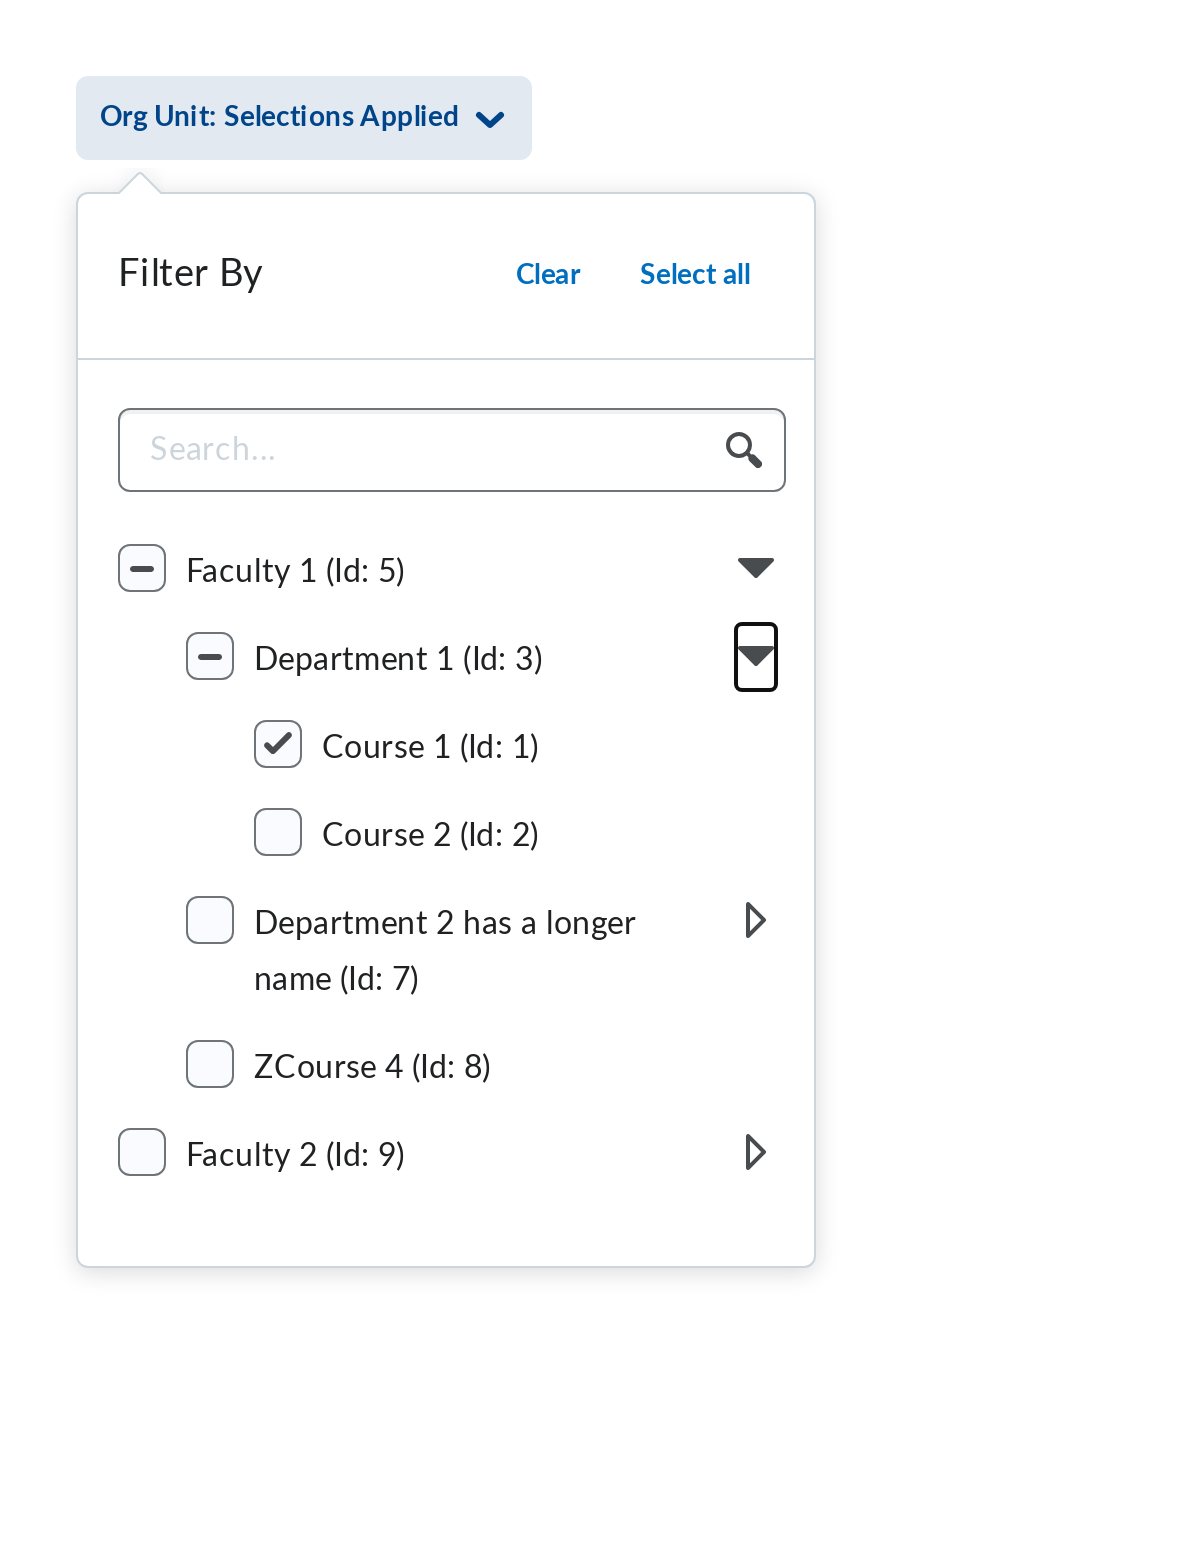 Org Unit: Selections Applied
Filter By
Clear
Select all
Search...
Faculty 1 (Id: 5)
Department 1 (Id: 3)
Course 1 (Id: 1)
Course 2 (Id: 2)
Department 2 has a longer
name (Id: 7)
ZCourse 4 (Id: 8)
Faculty 2 (Id: 9)